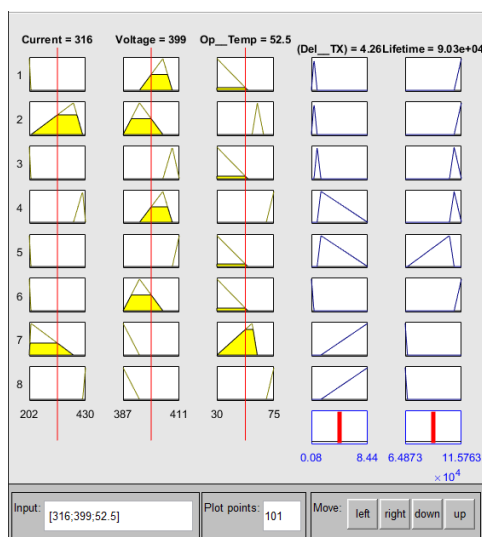 Current = 316 Voltage = 399 Op__Temp = 52.5 (Del__TX) = 4.26 Lifetime = 9.03e+04
1
2
3
4
5
6
7
8
202 430 387 411 30 75
0.08 8.44 6.4873 11.5763
×10^4
Input: [316;399;52.5] Plot points: 101 Move: left right down up